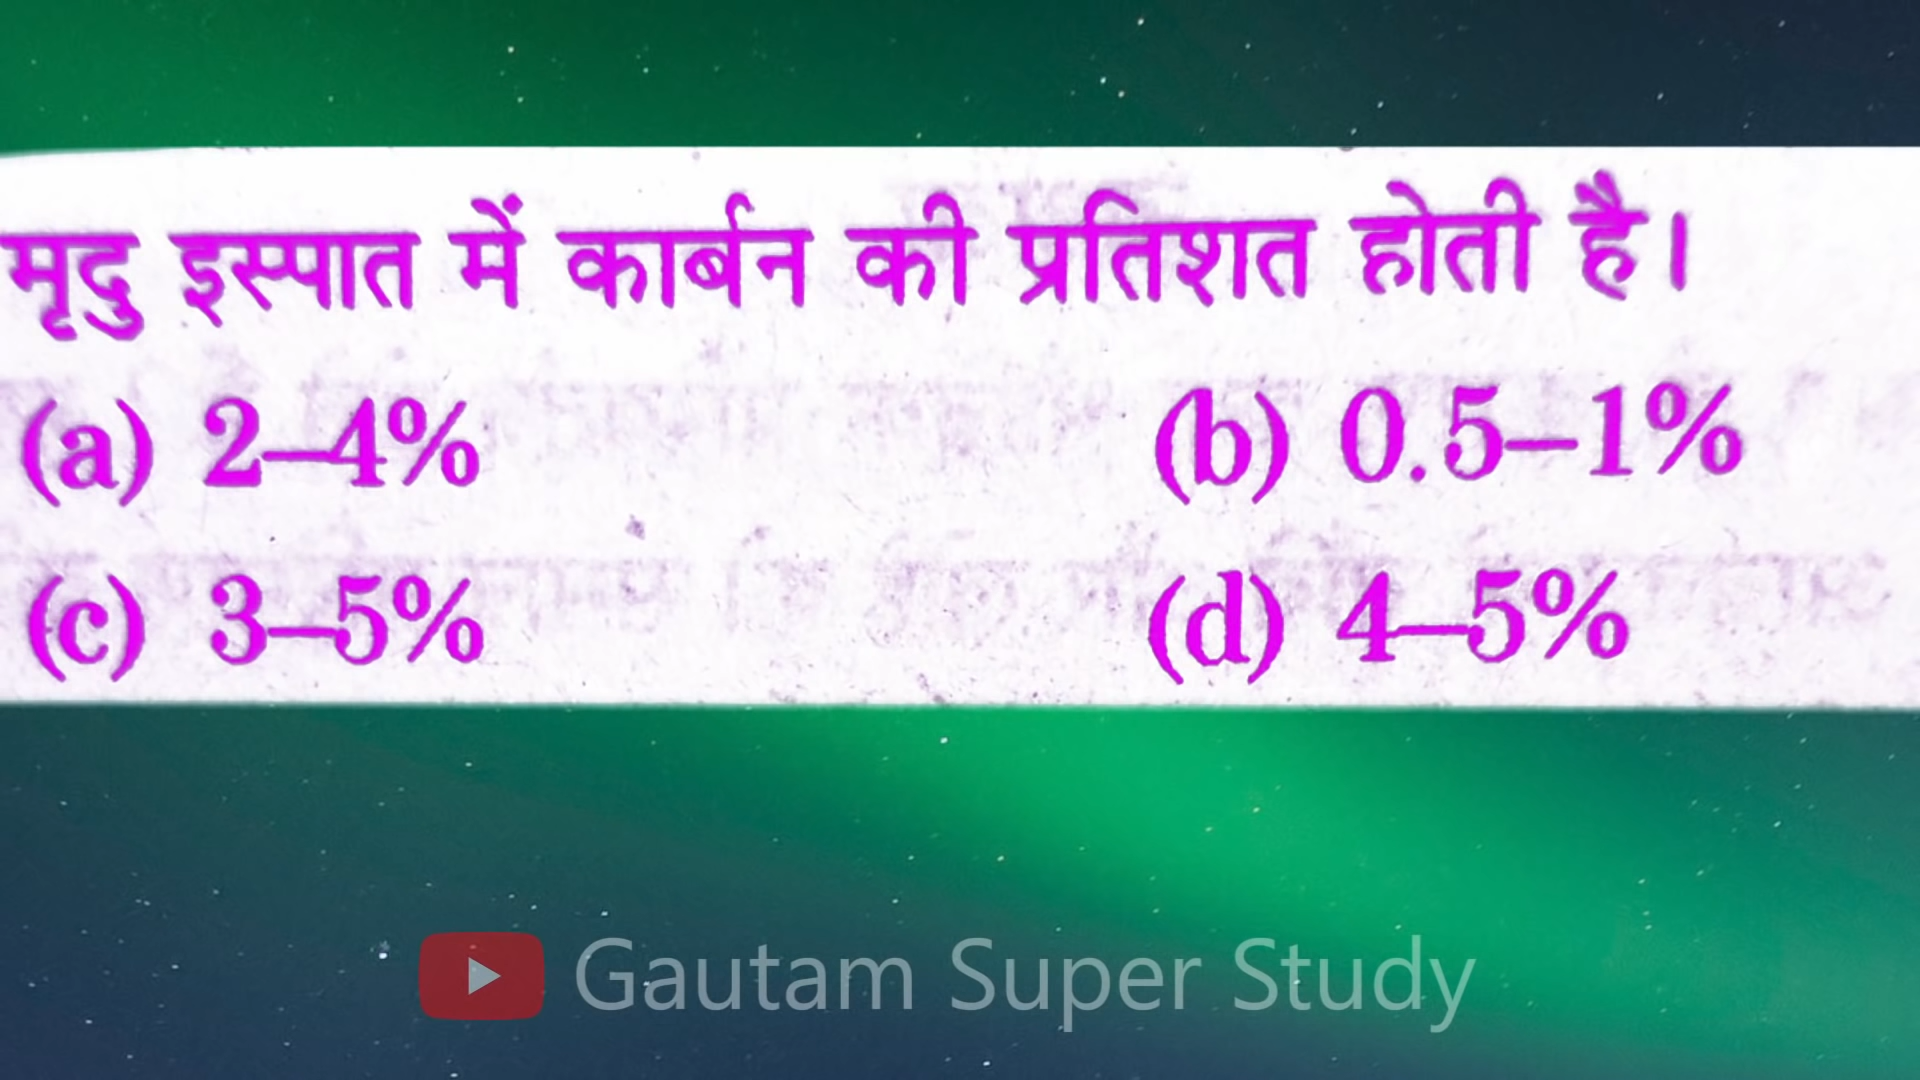 मृदु इस्पात में कार्बन की प्रतिशत होती है।
(a) 2–4% (b) 0.5–1%
(c) 3–5% (d) 4–5%
Gautam Super Study